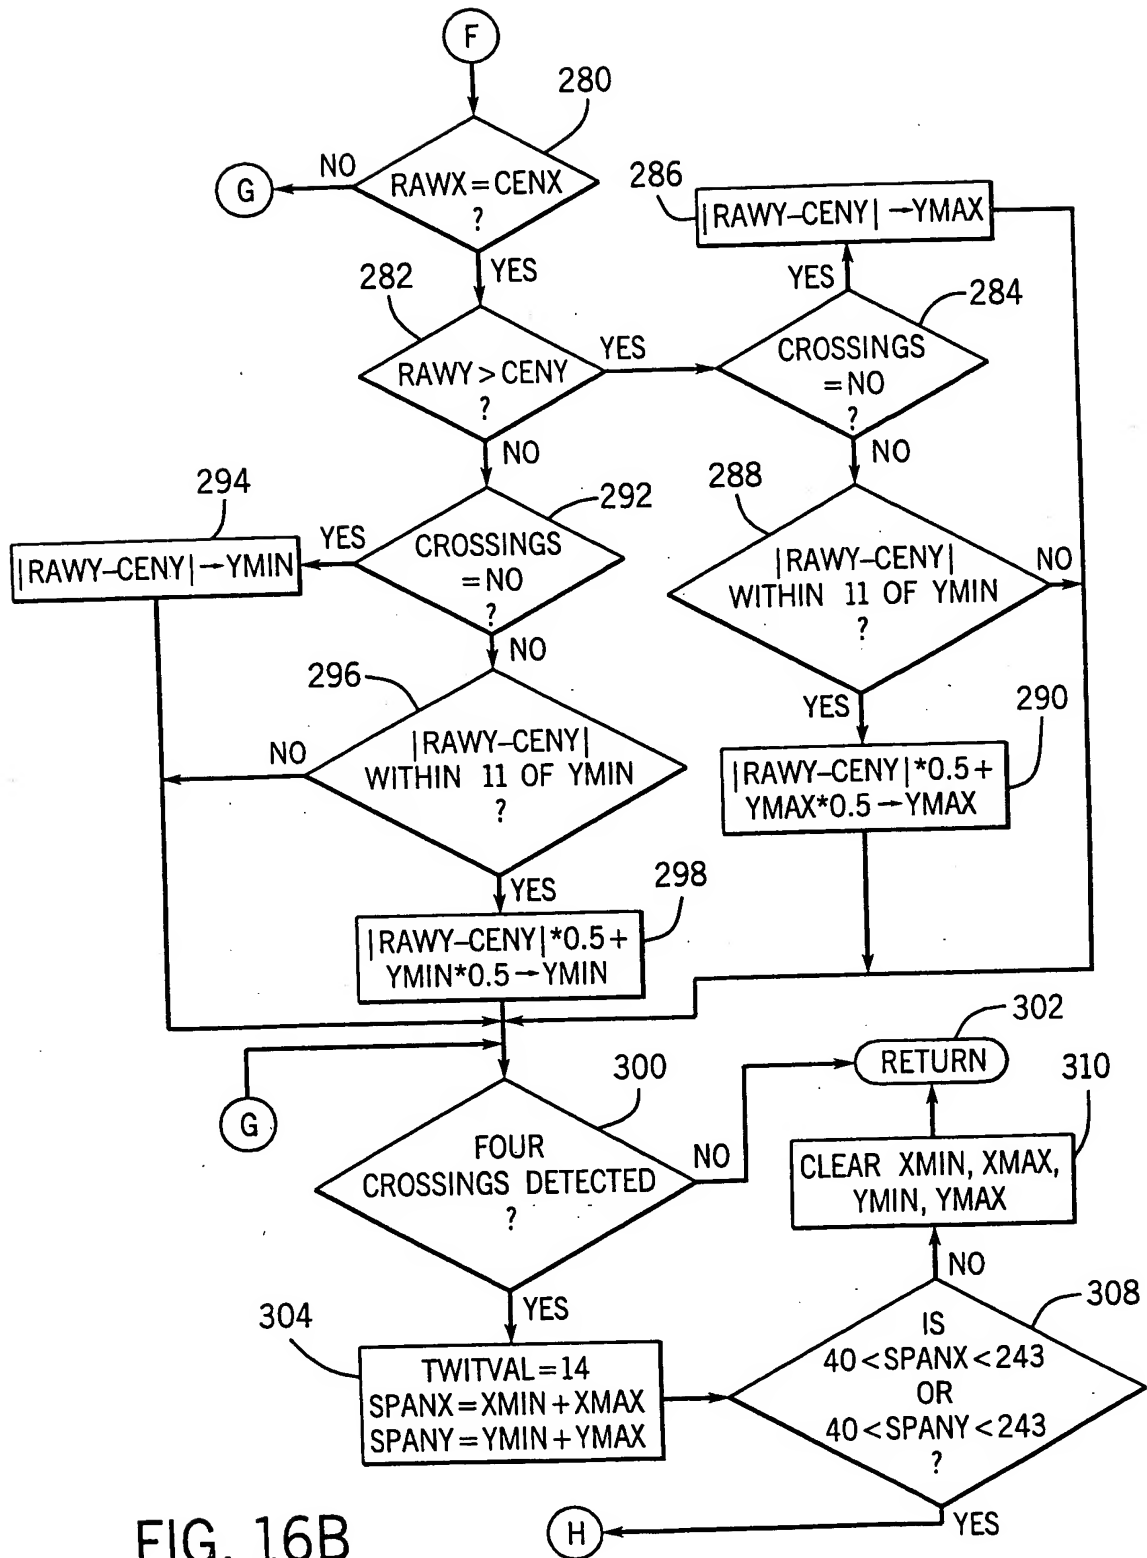 F
280
NO
G
RAWX=CENX
?
YES
286
|RAWY–CENY|→YMAX
YES
282
RAWY>CENY
?
YES
284
CROSSINGS
=NO
?
NO
NO
294
|RAWY–CENY|→YMIN
YES
292
CROSSINGS
=NO
?
NO
288
|RAWY–CENY|
WITHIN 11 OF YMIN
?
NO
YES
296
|RAWY–CENY|
WITHIN 11 OF YMIN
?
NO
YES
290
|RAWY–CENY|*0.5+
YMAX*0.5→YMAX
298
|RAWY–CENY|*0.5+
YMIN*0.5→YMIN
G
300
FOUR
CROSSINGS DETECTED
?
NO
302
RETURN
310
CLEAR XMIN, XMAX,
YMIN, YMAX
NO
YES
304
TWITVAL=14
SPANX=XMIN+XMAX
SPANY=YMIN+YMAX
308
IS
40<SPANX<243
OR
40<SPANY<243
?
YES
H
FIG. 16B